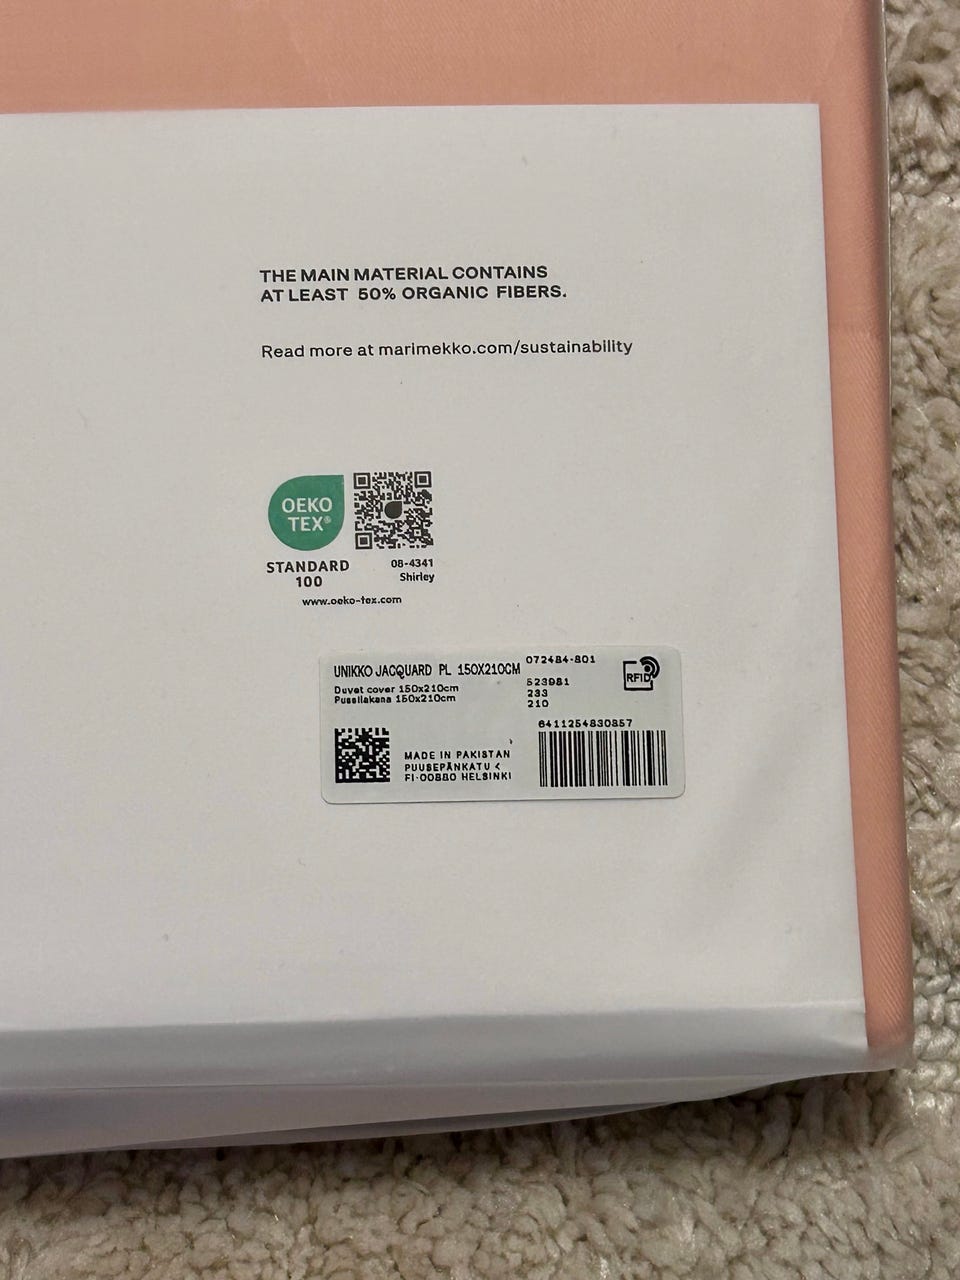 THE MAIN MATERIAL CONTAINS
AT LEAST 50% ORGANIC FIBERS.
Read more at marimekko.com/sustainability
OEKO
TEX®
STANDARD
100
08-4341
Shirley
www.oeko-tex.com
UNIKKO JACQUARD PL 150X210CM
Duvet cover 150x210cm
Pussilakana 150x210cm
072484-801
523981
233
210
RFID
6411254830857
MADE IN PAKISTAN
PUUSEPÄNKATU <
FI-00880 HELSINKI